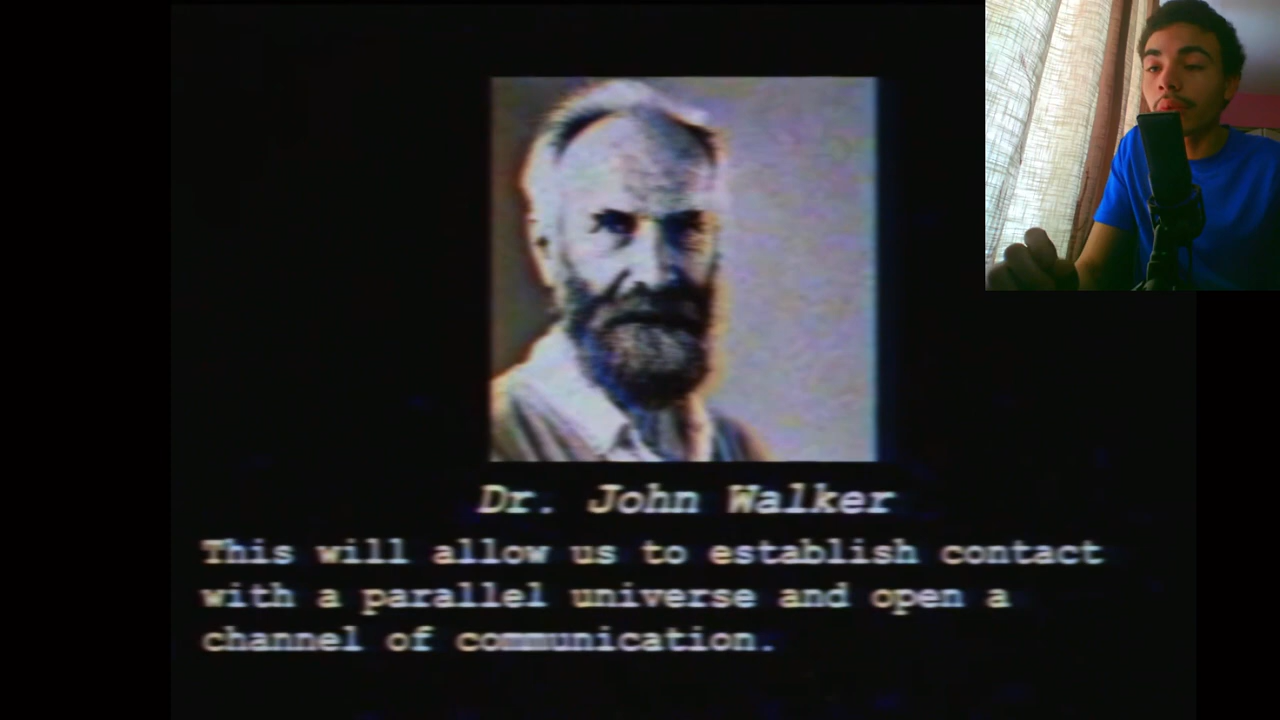 Dr. John Walker
This will allow us to establish contact
with a parallel universe and open a
channel of communication.